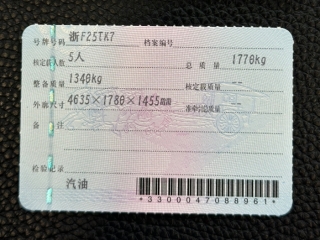 号牌号码 浙F25TK7 档案编号
核定载人数 5人 总质量 1770kg
整备质量 1340kg 核定载质量 --
外廓尺寸 4635×1780×1455mm 准牵引总质量 --
备注
检验记录
汽油
*3300047088961*